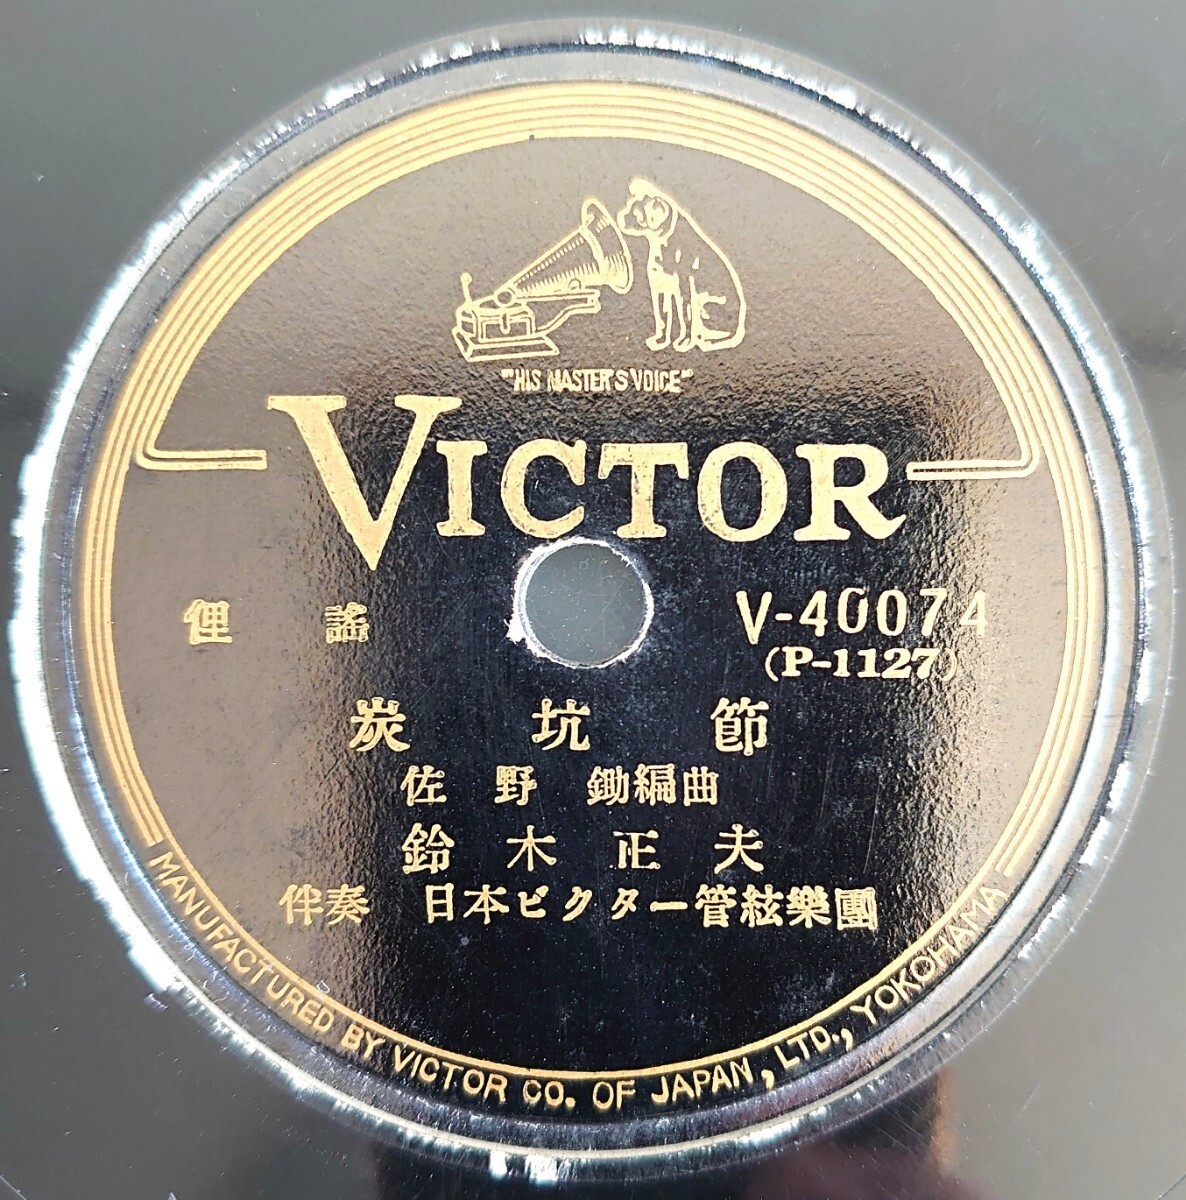 "HIS MASTER'S VOICE"
VICTOR
俚謡
V-40074
(P-1127)
炭坑節
佐野 鋤編曲
鈴木正夫
伴奏 日本ビクター管絃樂團
MANUFACTURED BY VICTOR CO. OF JAPAN, LTD., YOKOHAMA